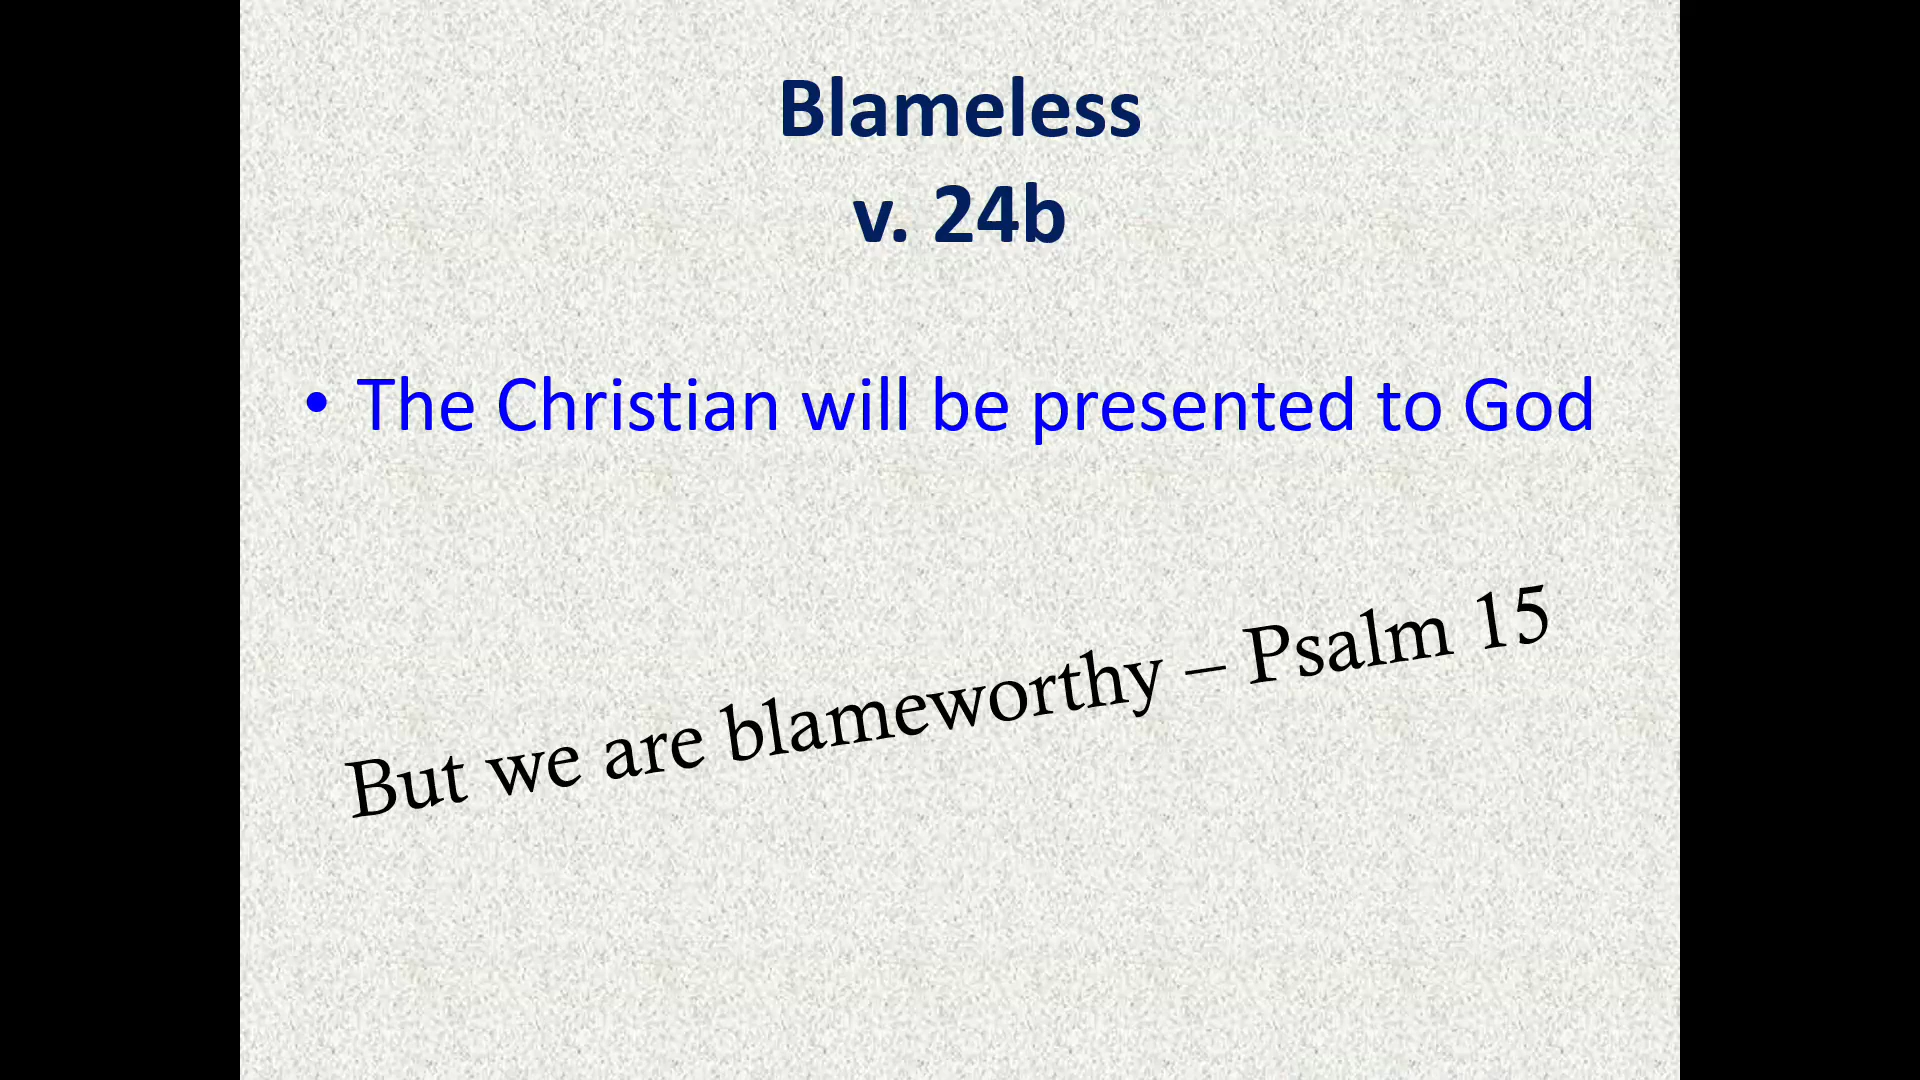 Blameless
v. 24b
• The Christian will be presented to God
But we are blameworthy – Psalm 15